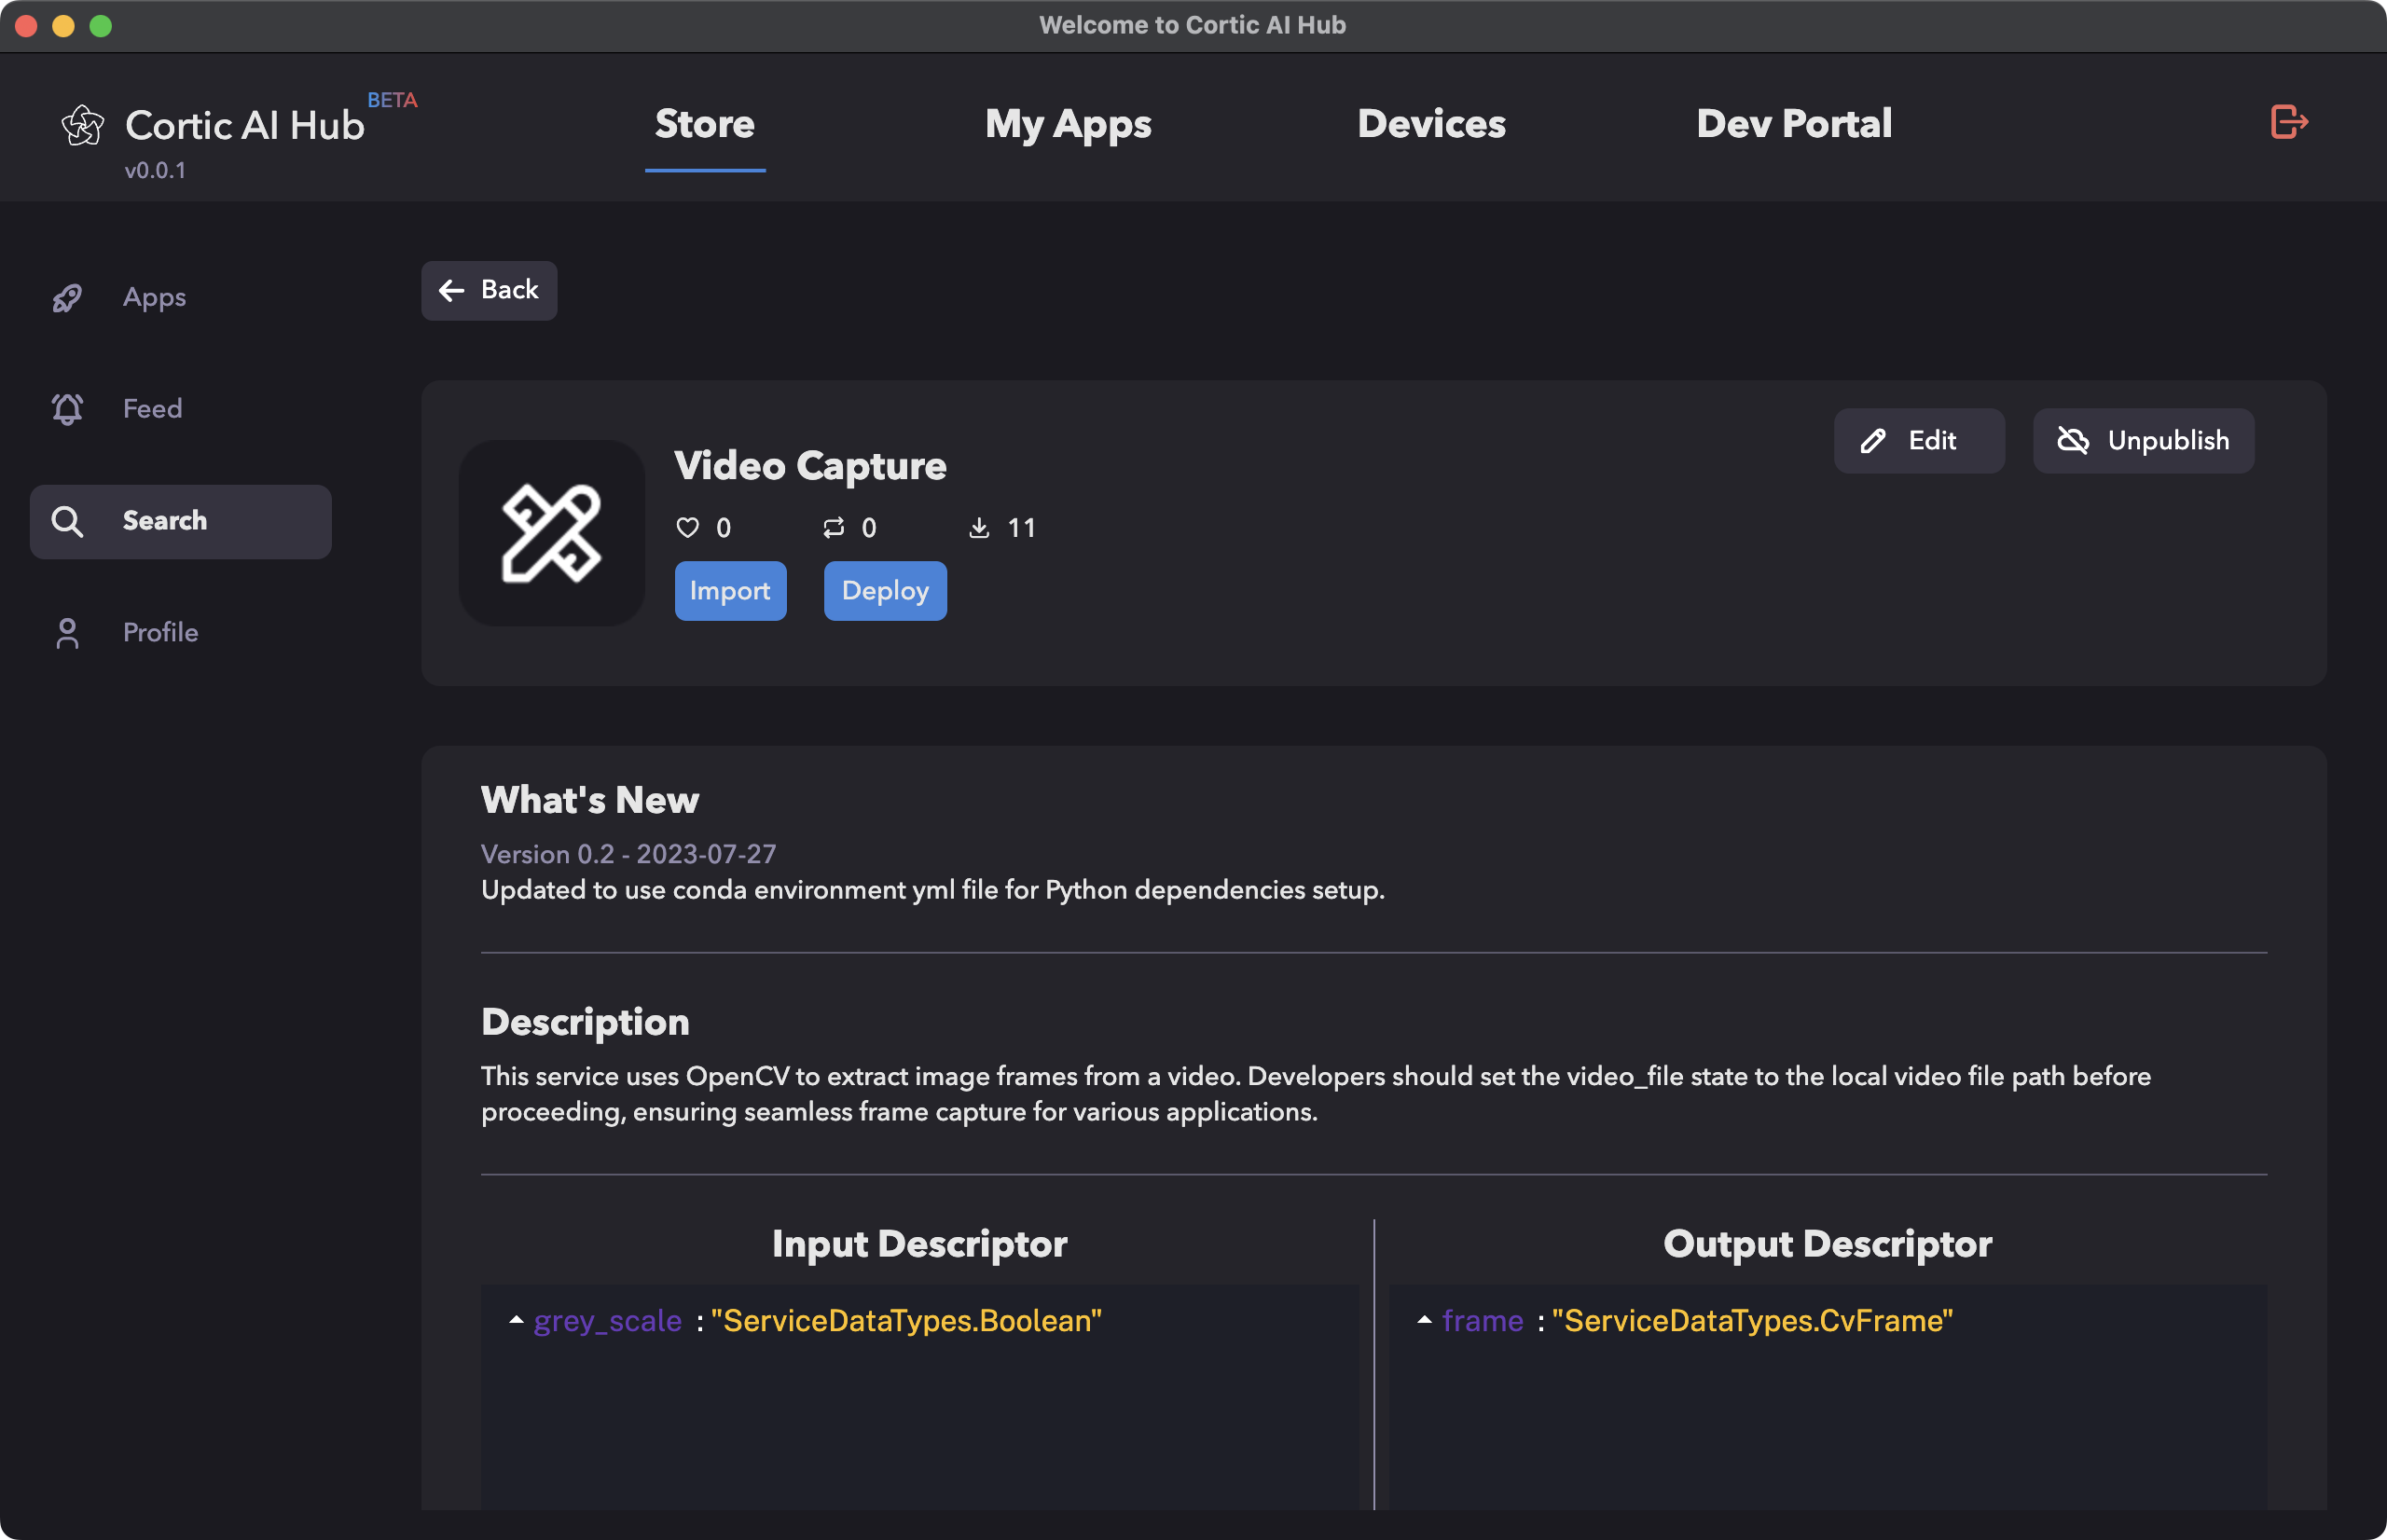 Welcome to Cortic AI Hub
Cortic AI Hub BETA
v0.0.1
Store
My Apps
Devices
Dev Portal
Apps
Feed
Search
Profile
Back
Video Capture
0 0 11
Import Deploy
Edit
Unpublish
What's New
Version 0.2 - 2023-07-27
Updated to use conda environment yml file for Python dependencies setup.
Description
This service uses OpenCV to extract image frames from a video. Developers should set the video_file state to the local video file path before
proceeding, ensuring seamless frame capture for various applications.
Input Descriptor
grey_scale : "ServiceDataTypes.Boolean"
Output Descriptor
frame : "ServiceDataTypes.CvFrame"